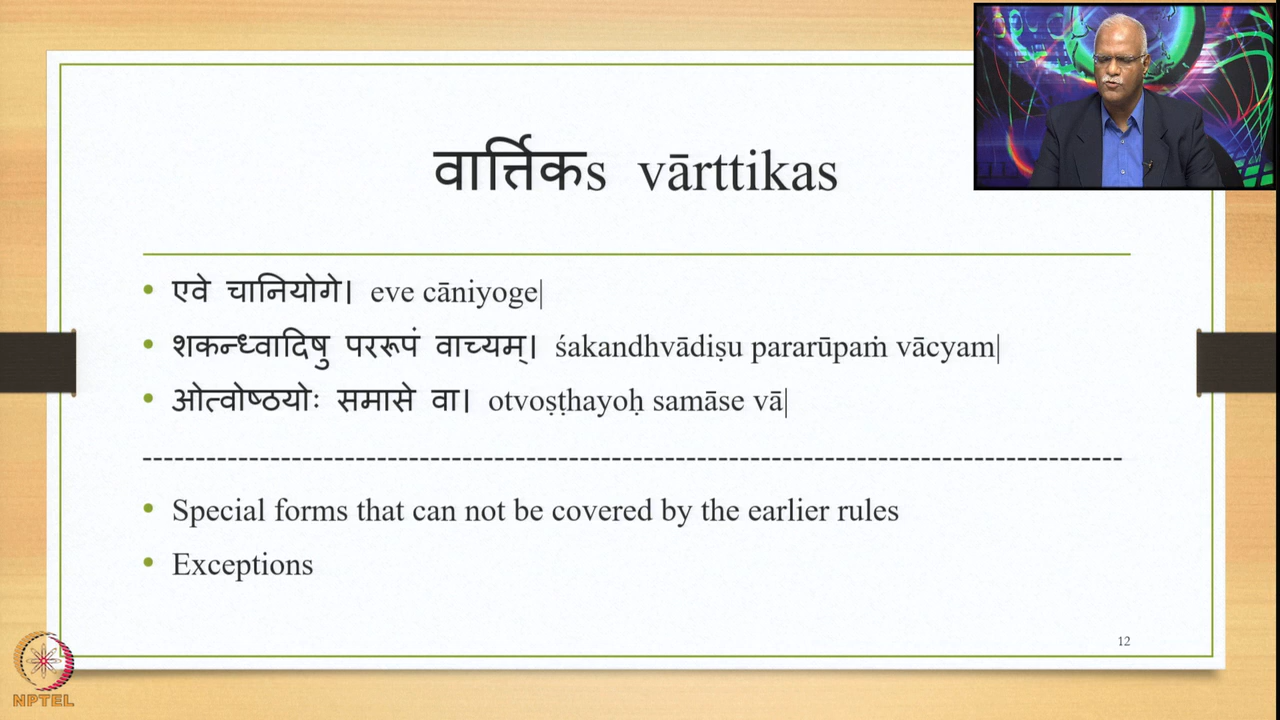 वार्त्तिकs vārttikas
• एवे चानियोगे। eve cāniyoge|
• शकन्ध्वादिषु पररूपं वाच्यम्। śakandhvādiṣu pararūpaṁ vācyam|
• ओत्वोष्ठयोः समासे वा। otvoṣṭhayoḥ samāse vā|
• Special forms that can not be covered by the earlier rules
• Exceptions
12
NPTEL